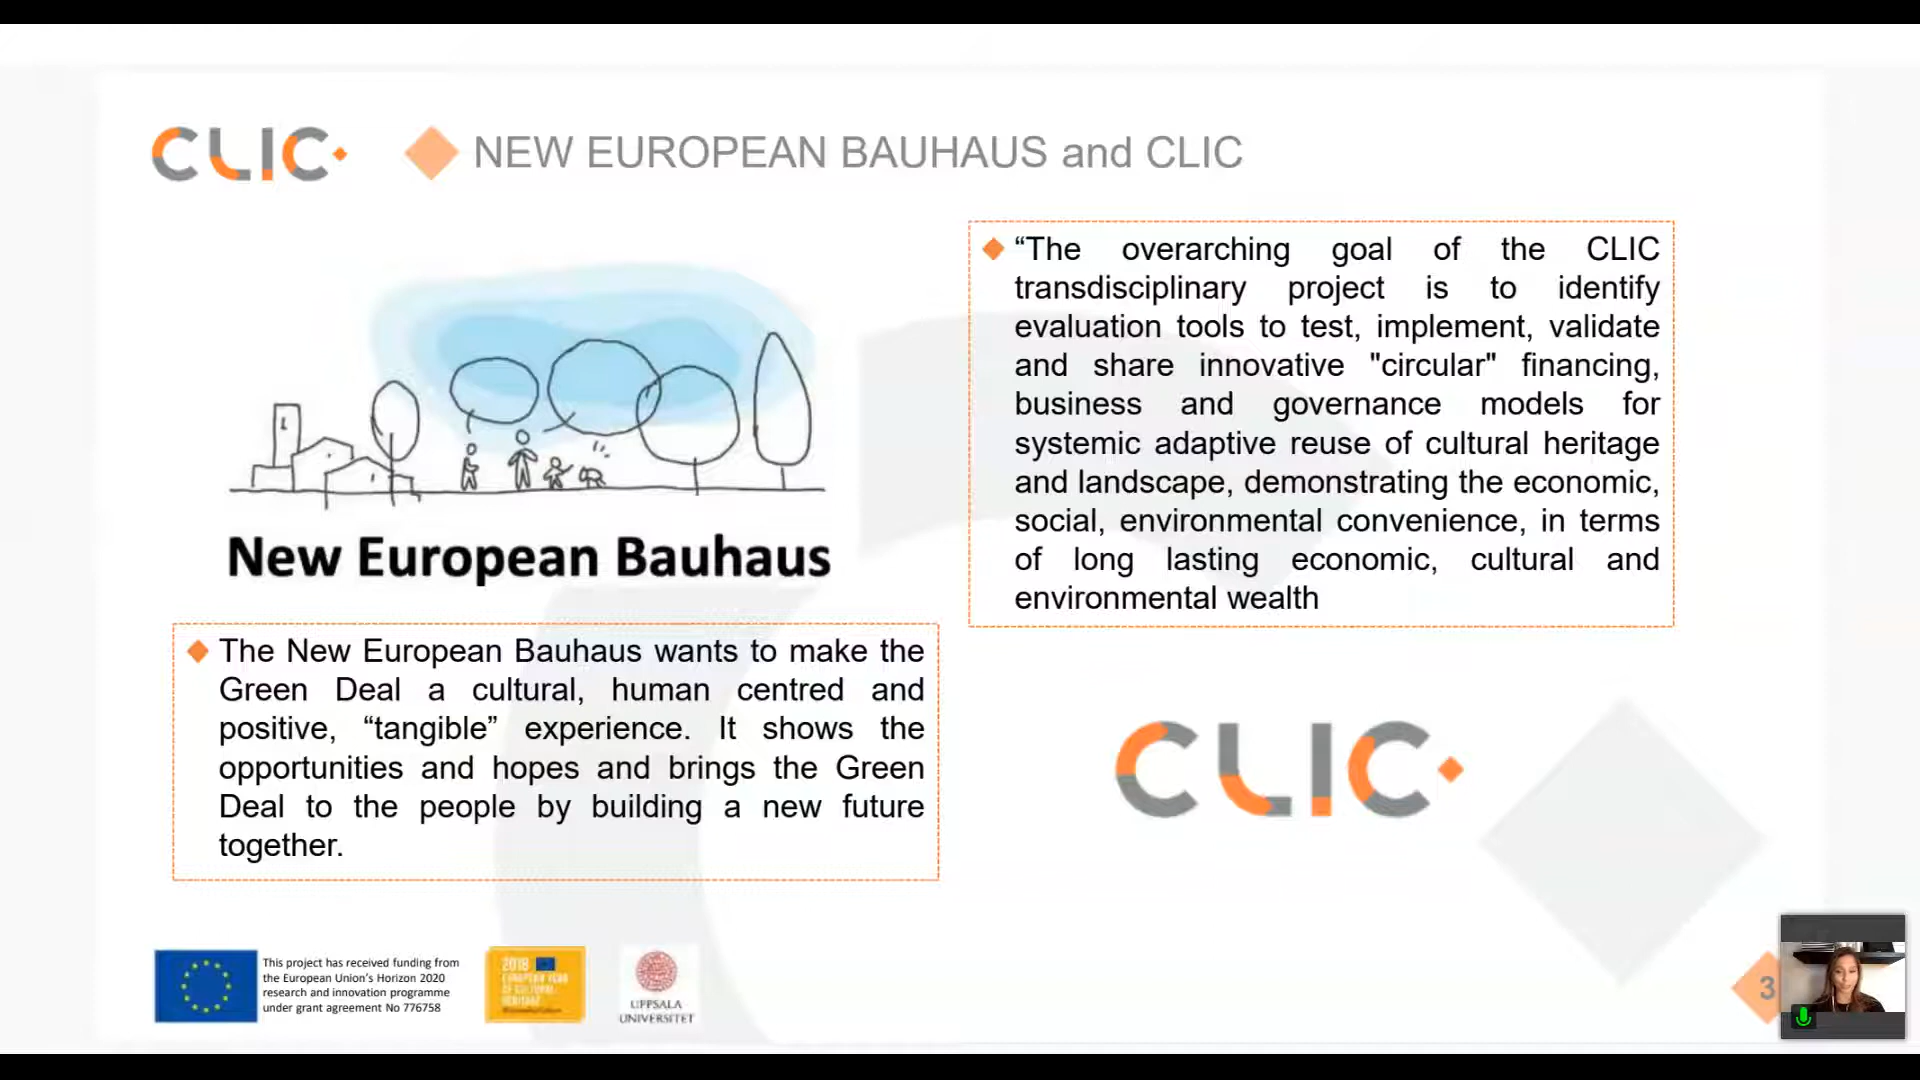 CLIC
NEW EUROPEAN BAUHAUS and CLIC
New European Bauhaus
The New European Bauhaus wants to make the
Green Deal a cultural, human centred and
positive, “tangible” experience. It shows the
opportunities and hopes and brings the Green
Deal to the people by building a new future
together.
“The overarching goal of the CLIC
transdisciplinary project is to identify
evaluation tools to test, implement, validate
and share innovative "circular" financing,
business and governance models for
systemic adaptive reuse of cultural heritage
and landscape, demonstrating the economic,
social, environmental convenience, in terms
of long lasting economic, cultural and
environmental wealth
CLIC
This project has received funding from
the European Union’s Horizon 2020
research and innovation programme
under grant agreement No 776758
2018
EUROPEAN YEAR
OF CULTURAL
HERITAGE
UPPSALA
UNIVERSITET
3